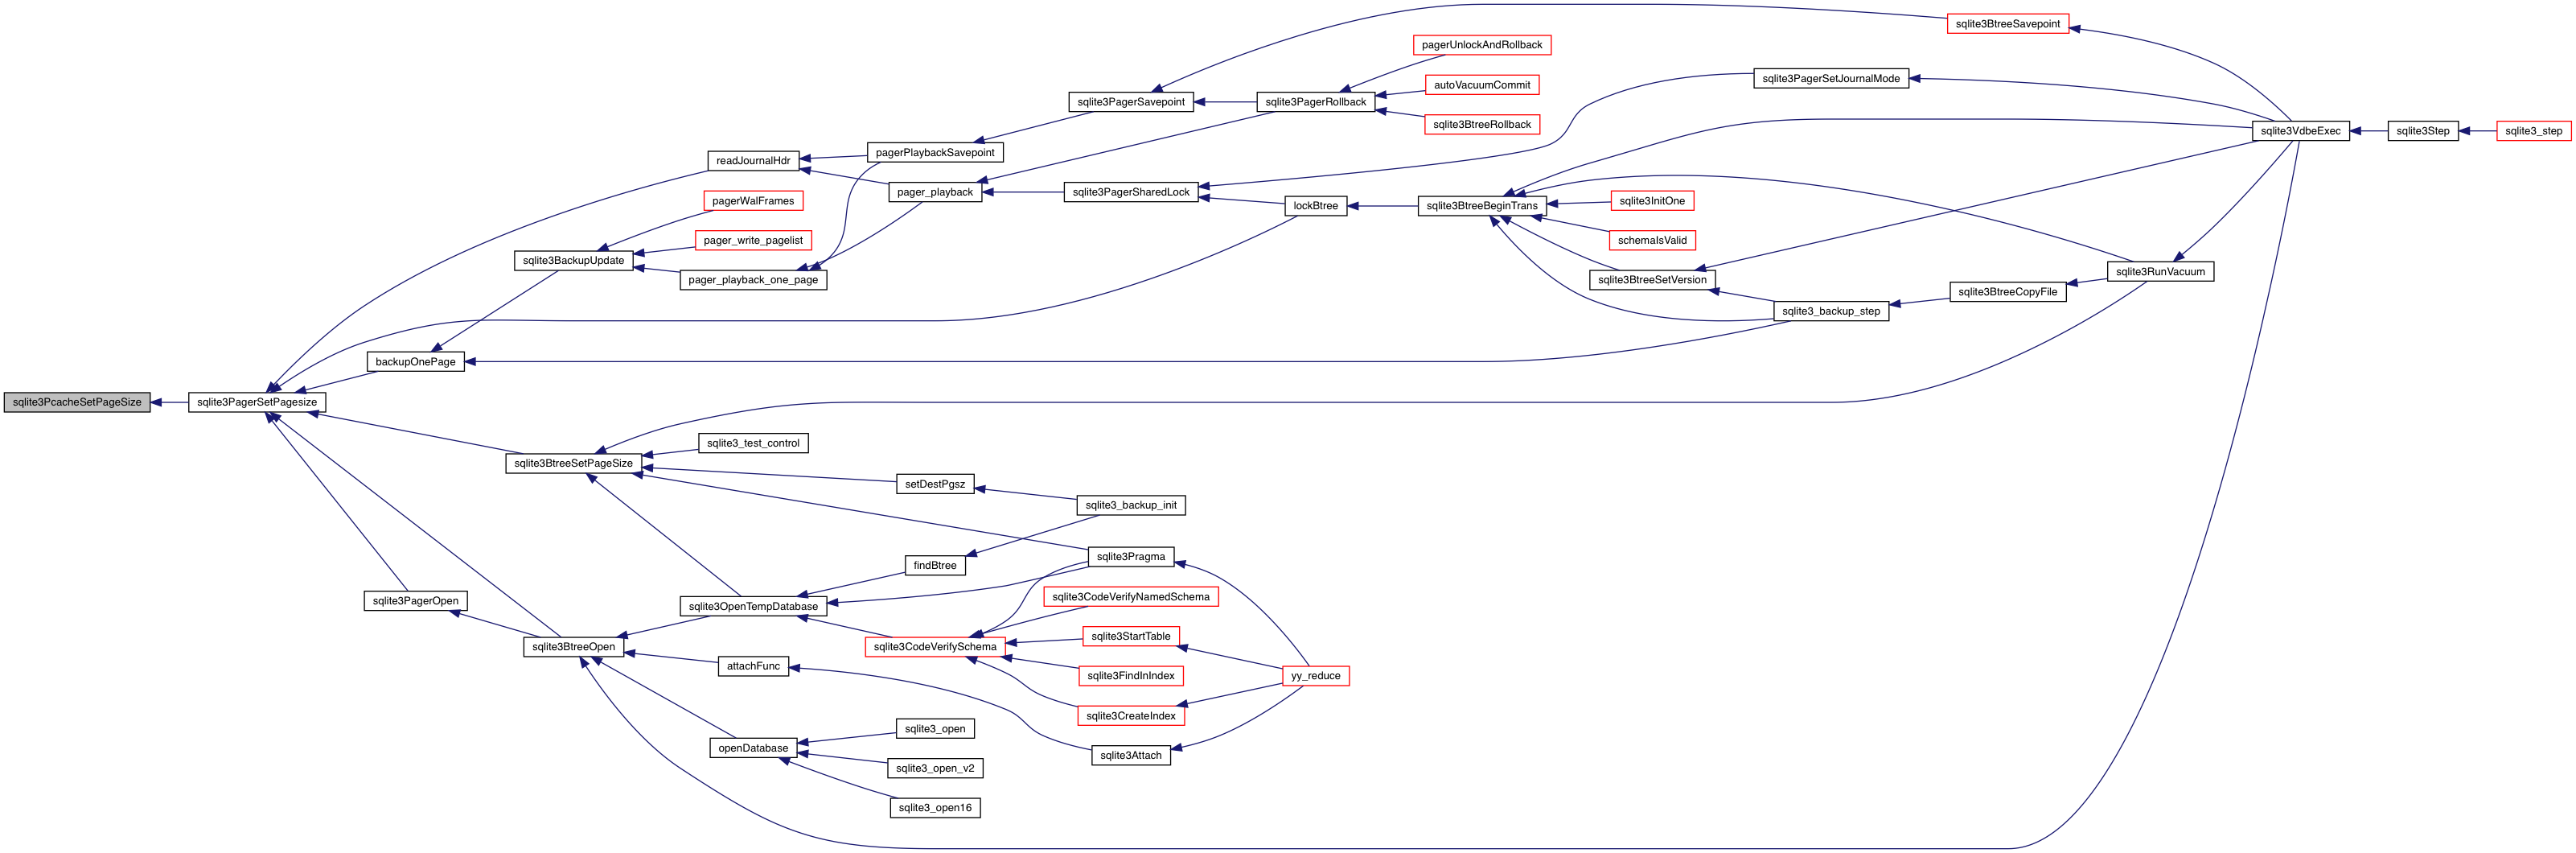 sqlite3PcacheSetPageSize
sqlite3PagerSetPagesize
readJournalHdr
backupOnePage
sqlite3BackupUpdate
pagerWalFrames
pager_write_pagelist
pager_playback_one_page
pagerPlaybackSavepoint
pager_playback
sqlite3PagerSavepoint
sqlite3PagerSharedLock
sqlite3PagerRollback
lockBtree
pagerUnlockAndRollback
autoVacuumCommit
sqlite3BtreeRollback
sqlite3BtreeBeginTrans
sqlite3InitOne
schemaIsValid
sqlite3BtreeSetVersion
sqlite3PagerSetJournalMode
sqlite3_backup_step
sqlite3BtreeSavepoint
sqlite3BtreeCopyFile
sqlite3RunVacuum
sqlite3VdbeExec
sqlite3Step
sqlite3_step
sqlite3BtreeSetPageSize
sqlite3_test_control
setDestPgsz
sqlite3_backup_init
findBtree
sqlite3Pragma
sqlite3PagerOpen
sqlite3OpenTempDatabase
sqlite3BtreeOpen
sqlite3CodeVerifySchema
sqlite3CodeVerifyNamedSchema
sqlite3StartTable
sqlite3FindInIndex
sqlite3CreateIndex
yy_reduce
attachFunc
sqlite3Attach
openDatabase
sqlite3_open
sqlite3_open_v2
sqlite3_open16